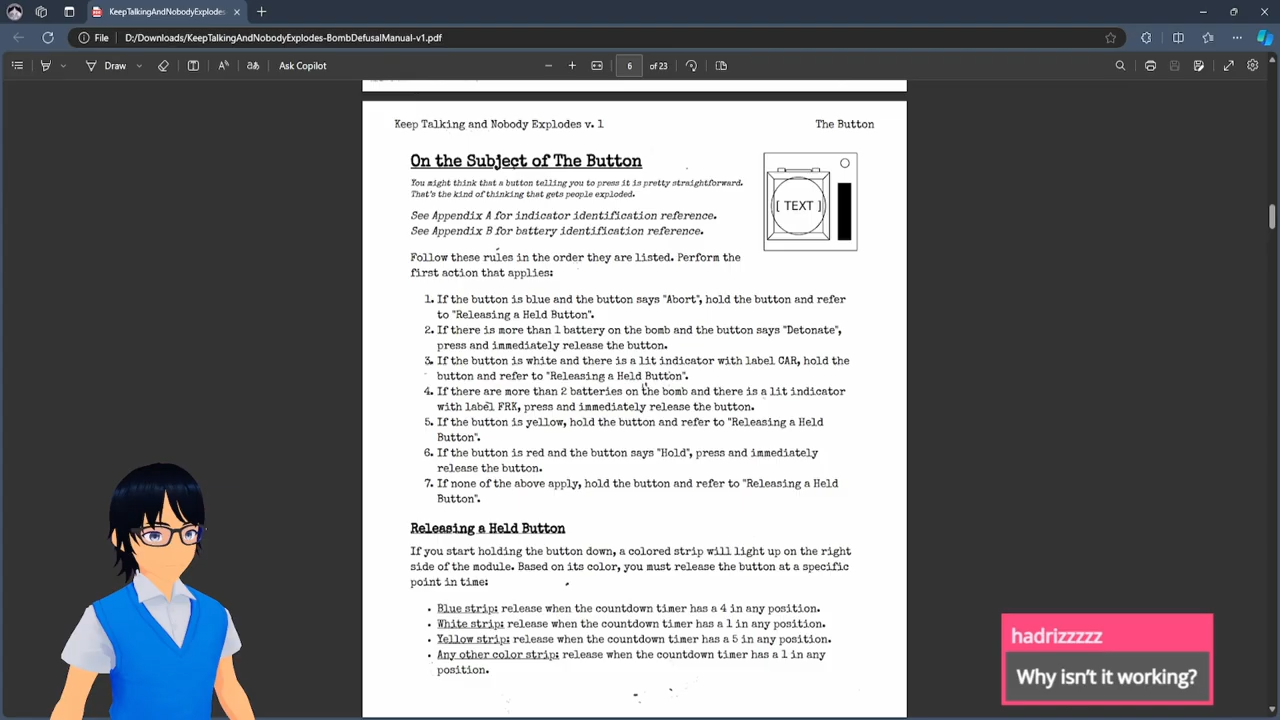 KeepTalkingAndNobodyExplodes
File D:/Downloads/KeepTalkingAndNobodyExplodes-BombDefusalManual-v1.pdf
Draw Ask Copilot 6 of 23
Keep Talking and Nobody Explodes v. 1 The Button
On the Subject of The Button
You might think that a button telling you to press it is pretty straightforward.
That's the kind of thinking that gets people exploded.
[ TEXT ]
See Appendix A for indicator identification reference.
See Appendix B for battery identification reference.
Follow these rules in the order they are listed. Perform the
first action that applies:
1. If the button is blue and the button says "Abort", hold the button and refer
to "Releasing a Held Button".
2. If there is more than 1 battery on the bomb and the button says "Detonate",
press and immediately release the button.
3. If the button is white and there is a lit indicator with label CAR, hold the
button and refer to "Releasing a Held Button".
4. If there are more than 2 batteries on the bomb and there is a lit indicator
with label FRK, press and immediately release the button.
5. If the button is yellow, hold the button and refer to "Releasing a Held
Button".
6. If the button is red and the button says "Hold", press and immediately
release the button.
7. If none of the above apply, hold the button and refer to "Releasing a Held
Button".
Releasing a Held Button
If you start holding the button down, a colored strip will light up on the right
side of the module. Based on its color, you must release the button at a specific
point in time:
• Blue strip: release when the countdown timer has a 4 in any position.
• White strip: release when the countdown timer has a 1 in any position.
• Yellow strip: release when the countdown timer has a 5 in any position.
• Any other color strip: release when the countdown timer has a 1 in any
position.
hadrizzzzz
Why isn't it working?